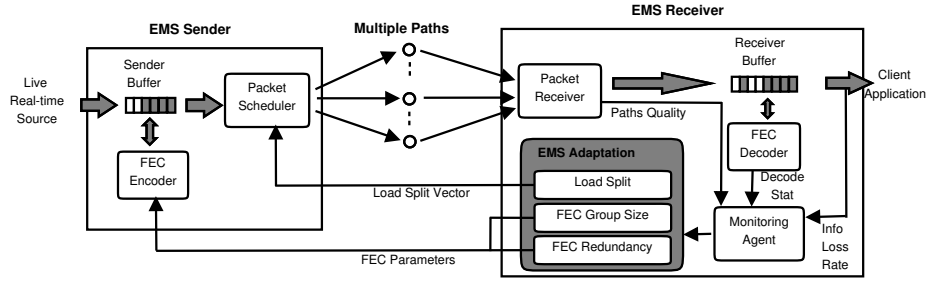 EMS Sender
Multiple Paths
EMS Receiver
Live
Real-time
Source
Sender
Buffer
Packet
Scheduler
FEC
Encoder
Packet
Receiver
Receiver
Buffer
Client
Application
Paths Quality
FEC
Decoder
Decode
Stat
EMS Adaptation
Load Split
FEC Group Size
FEC Redundancy
Monitoring
Agent
Info
Loss
Rate
Load Split Vector
FEC Parameters